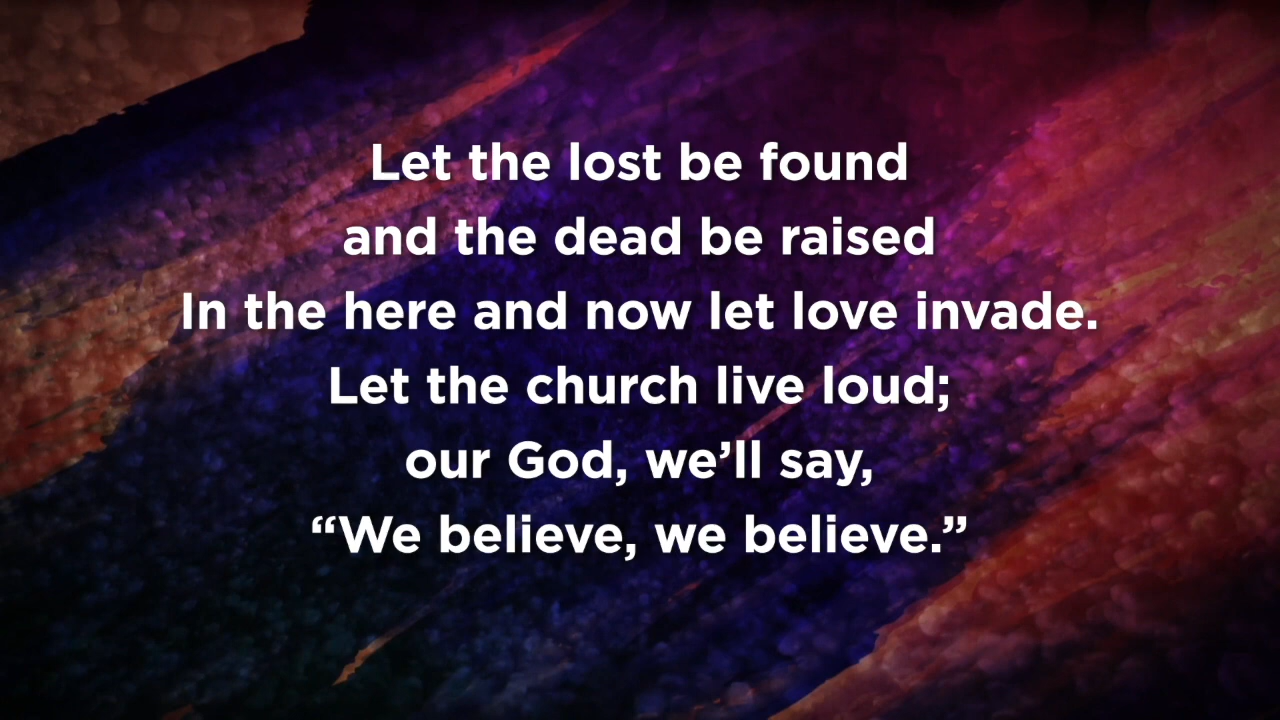 Let the lost be found
and the dead be raised
In the here and now let love invade.
Let the church live loud;
our God, we’ll say,
“We believe, we believe.”